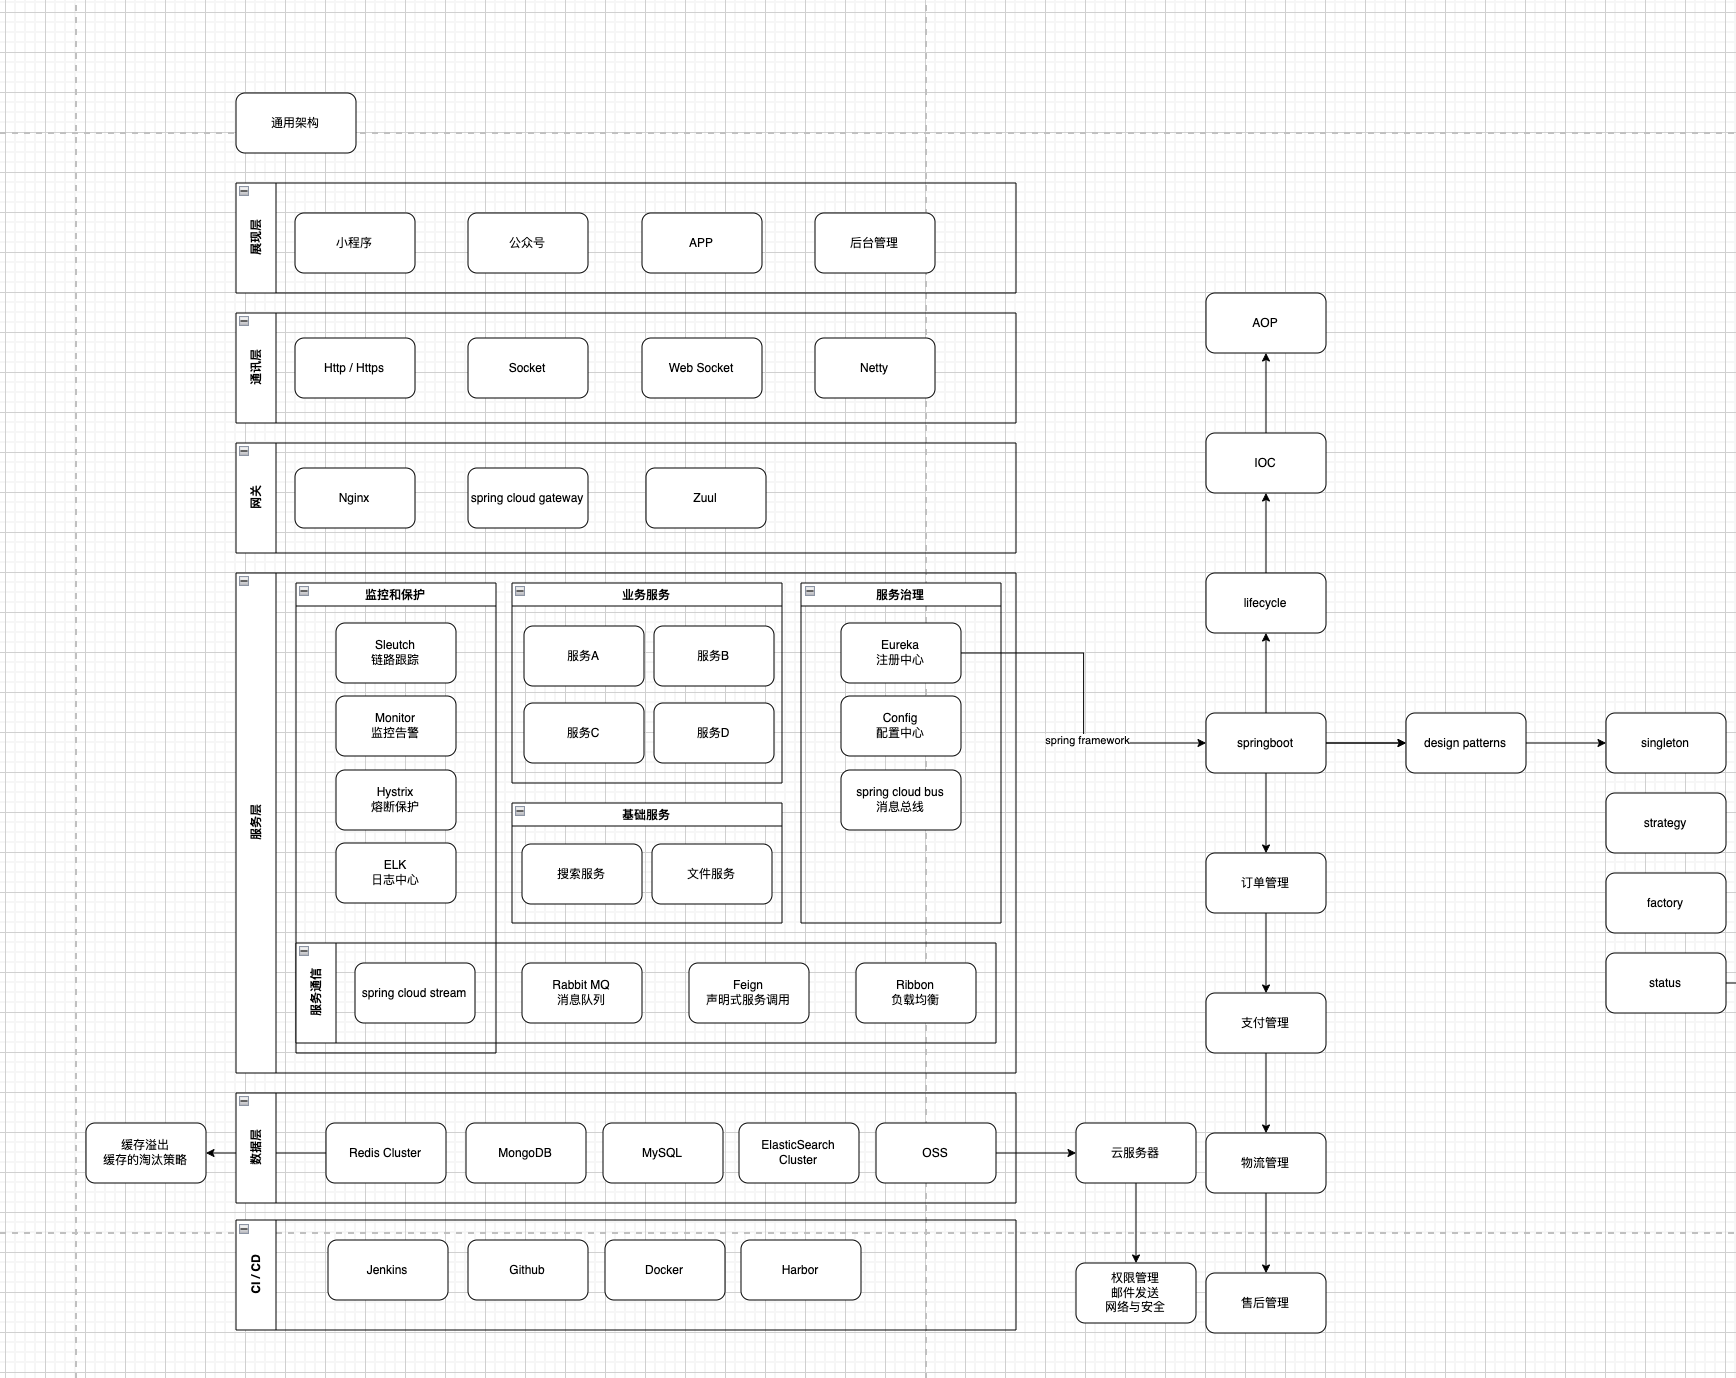 通用架构
展现层
小程序
公众号
APP
后台管理
通讯层
Http / Https
Socket
Web Socket
Netty
网关
Nginx
spring cloud gateway
Zuul
服务层
监控和保护
Sleutch
链路跟踪
Monitor
监控告警
Hystrix
熔断保护
ELK
日志中心
业务服务
服务A
服务B
服务C
服务D
基础服务
搜索服务
文件服务
服务治理
Eureka
注册中心
Config
配置中心
spring cloud bus
消息总线
服务通信
spring cloud stream
Rabbit MQ
消息队列
Feign
声明式服务调用
Ribbon
负载均衡
数据层
Redis Cluster
MongoDB
MySQL
ElasticSearch
Cluster
OSS
缓存溢出
缓存的淘汰策略
CI / CD
Jenkins
Github
Docker
Harbor
云服务器
权限管理
邮件发送
网络与安全
spring framework
AOP
IOC
lifecycle
springboot
订单管理
支付管理
物流管理
售后管理
design patterns
singleton
strategy
factory
status